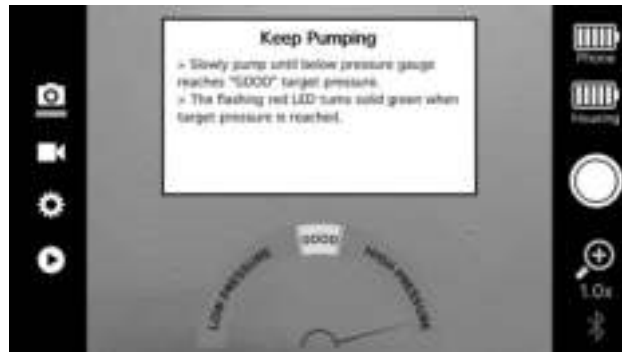 Keep Pumping
» Slowly pump until below pressure gauge
reaches "GOOD" target pressure.
» The flashing red LED turns solid green when
target pressure is reached.
Phone
Housing
GOOD
LOW PRESSURE
HIGH PRESSURE
1.0x